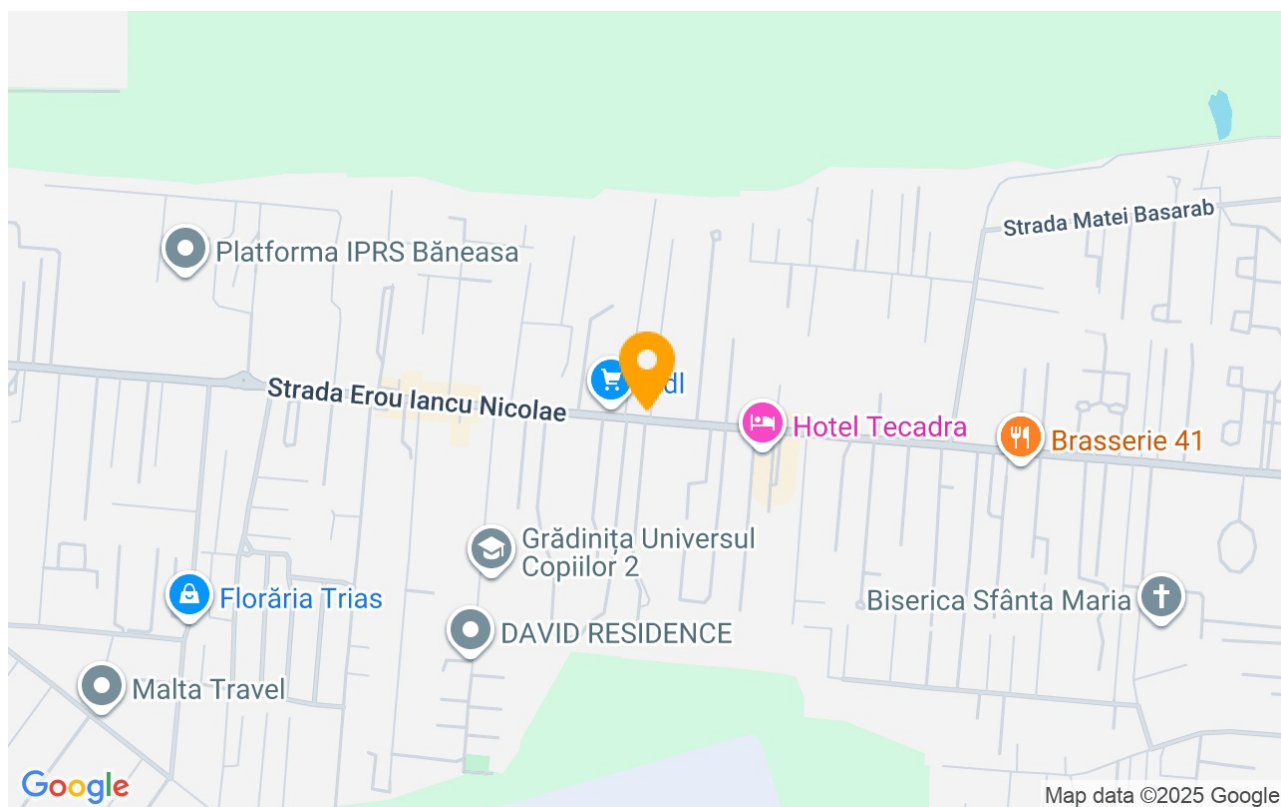 Strada Matei Basarab
Platforma IPRS Băneasa
Strada Erou Iancu Nicolae
Hotel Tecadra
Brasserie 41
Grădinița Universul
Copiilor 2
Florăria Trias
Biserica Sfânta Maria
DAVID RESIDENCE
Malta Travel
Google
Map data ©2025 Google